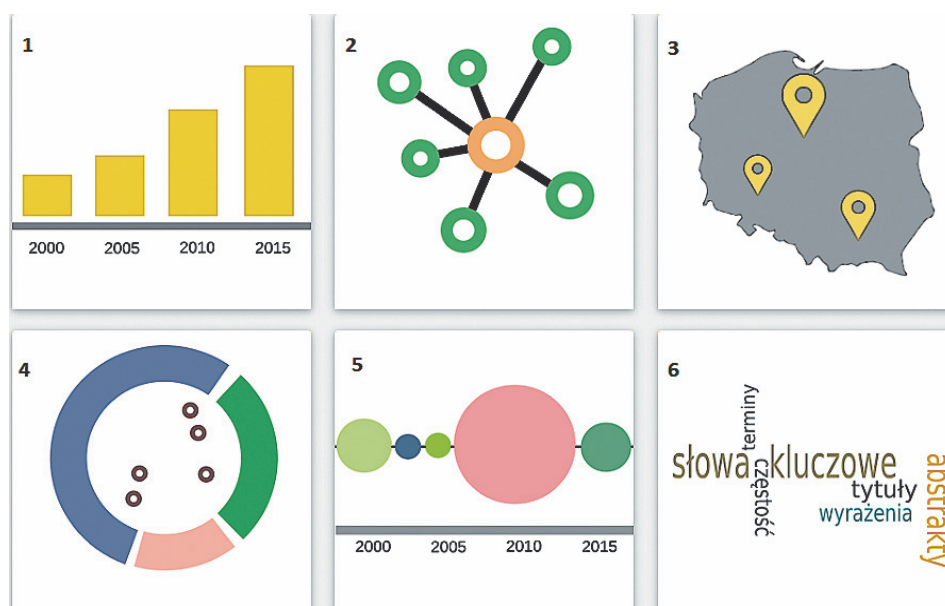 1
2000 2005 2010 2015
2
3
4
5
2000 2005 2010 2015
6
terminy
słowa kluczowe
częstość
tytuły
wyrażenia
abstrakty